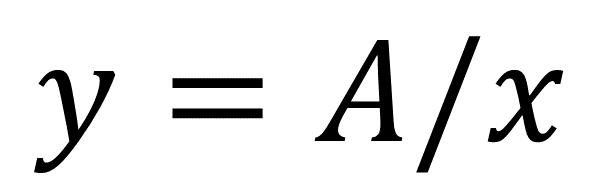 y = A/x